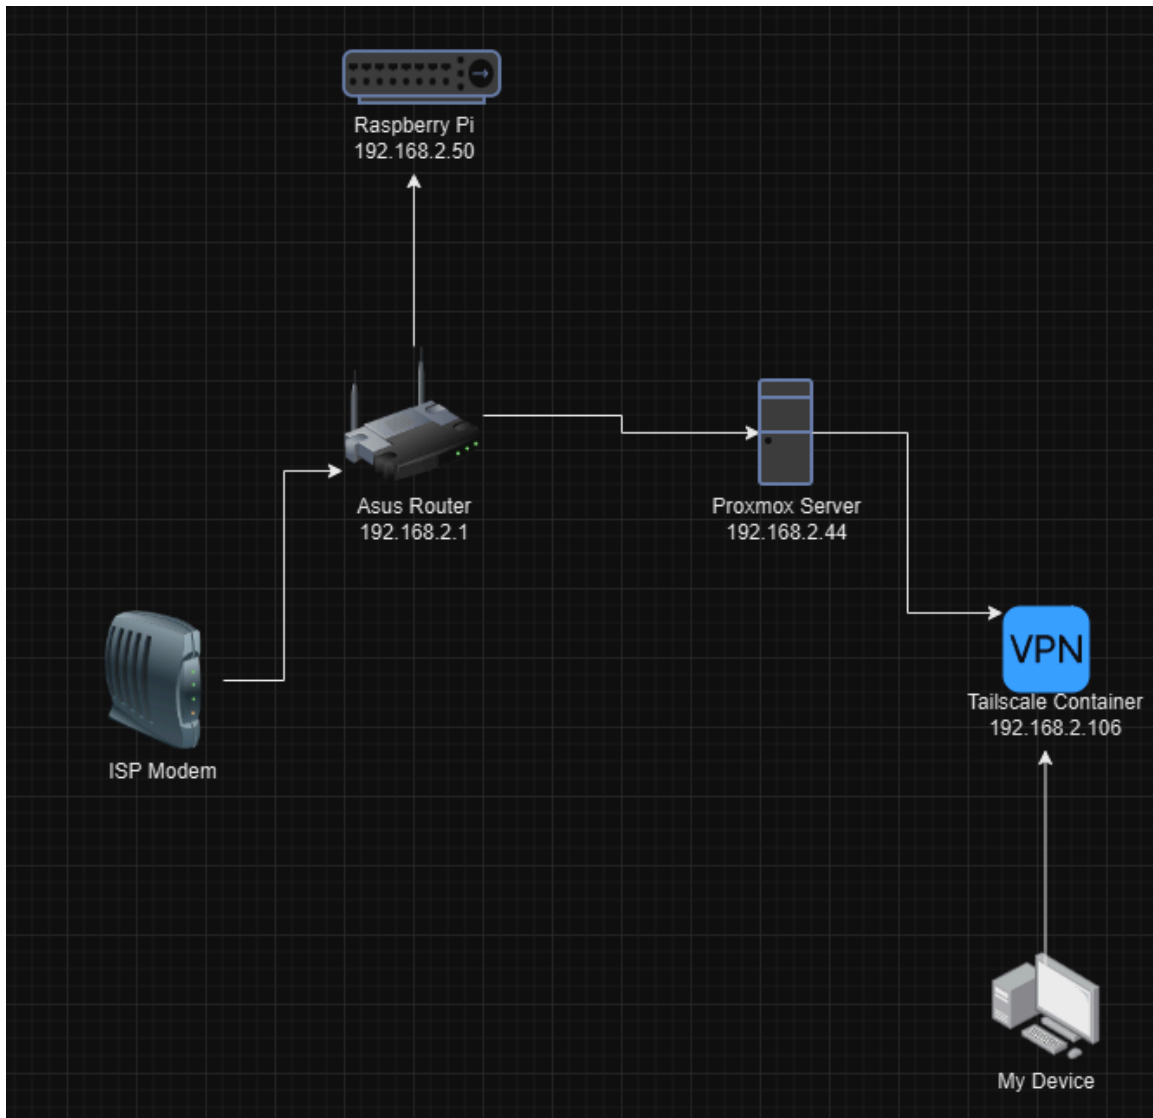 Raspberry Pi
192.168.2.50
Asus Router
192.168.2.1
Proxmox Server
192.168.2.44
VPN
Tailscale Container
192.168.2.106
ISP Modem
My Device